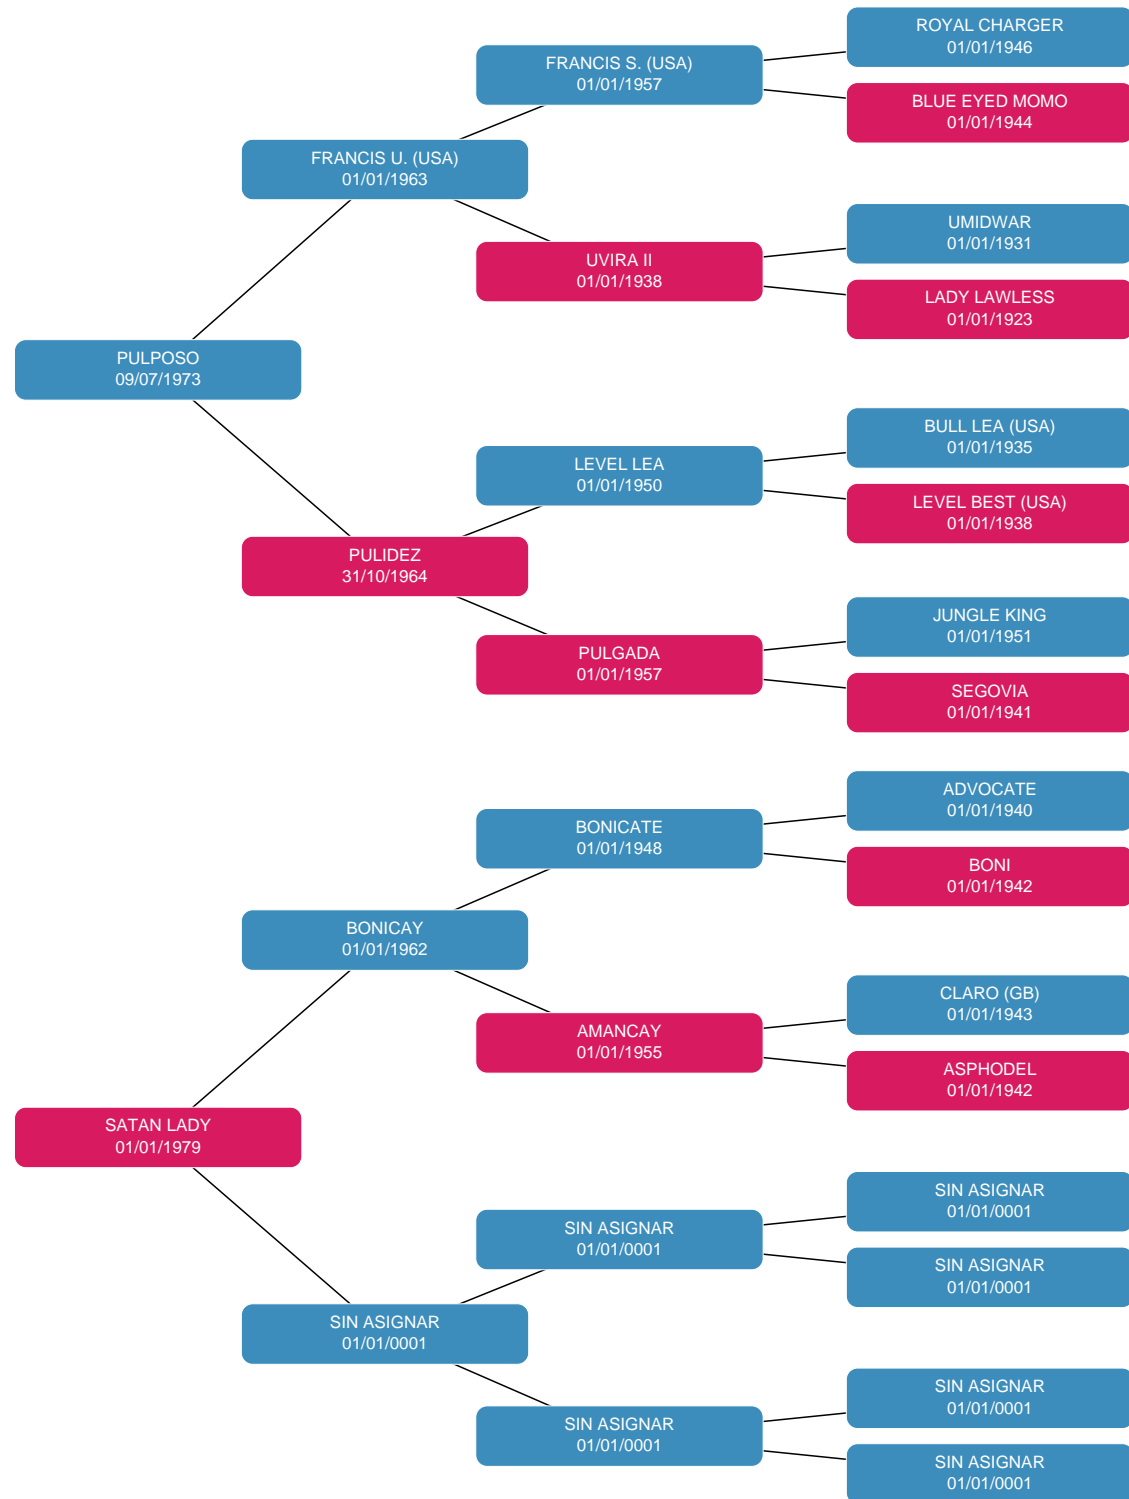 ROYAL CHARGER
01/01/1946
FRANCIS S. (USA)
01/01/1957
BLUE EYED MOMO
01/01/1944
FRANCIS U. (USA)
01/01/1963
UMIDWAR
01/01/1931
UVIRA II
01/01/1938
LADY LAWLESS
01/01/1923
PULPOSO
09/07/1973
BULL LEA (USA)
01/01/1935
LEVEL LEA
01/01/1950
LEVEL BEST (USA)
01/01/1938
PULIDEZ
31/10/1964
JUNGLE KING
01/01/1951
PULGADA
01/01/1957
SEGOVIA
01/01/1941
ADVOCATE
01/01/1940
BONICATE
01/01/1948
BONI
01/01/1942
BONICAY
01/01/1962
CLARO (GB)
01/01/1943
AMANCAY
01/01/1955
ASPHODEL
01/01/1942
SATAN LADY
01/01/1979
SIN ASIGNAR
01/01/0001
SIN ASIGNAR
01/01/0001
SIN ASIGNAR
01/01/0001
SIN ASIGNAR
01/01/0001
SIN ASIGNAR
01/01/0001
SIN ASIGNAR
01/01/0001
SIN ASIGNAR
01/01/0001